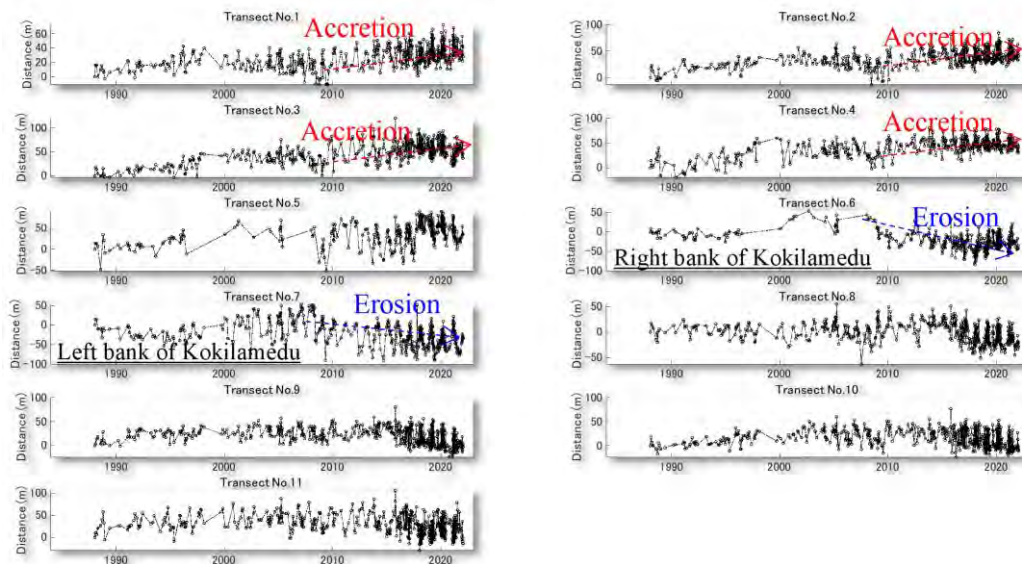 Transect No.1
Accretion
Distance (m)
60
40
20
0
1990
2000
2010
2020
Transect No.2
Accretion
Distance (m)
100
50
0
1990
2000
2010
2020
Transect No.3
Accretion
Distance (m)
100
50
0
1990
2000
2010
2020
Transect No.4
Accretion
Distance (m)
100
50
0
1990
2000
2010
2020
Transect No.5
Distance (m)
50
0
-50
1990
2000
2010
2020
Transect No.6
Erosion
Right bank of Kokilamedu
Distance (m)
50
0
-50
-100
1990
2000
2010
2020
Transect No.7
Erosion
Left bank of Kokilamedu
Distance (m)
50
0
-50
-100
1990
2000
2010
2020
Transect No.8
Distance (m)
50
0
-50
1990
2000
2010
2020
Transect No.9
Distance (m)
100
50
0
1990
2000
2010
2020
Transect No.10
Distance (m)
100
50
0
1990
2000
2010
2020
Transect No.11
Distance (m)
100
50
0
1990
2000
2010
2020